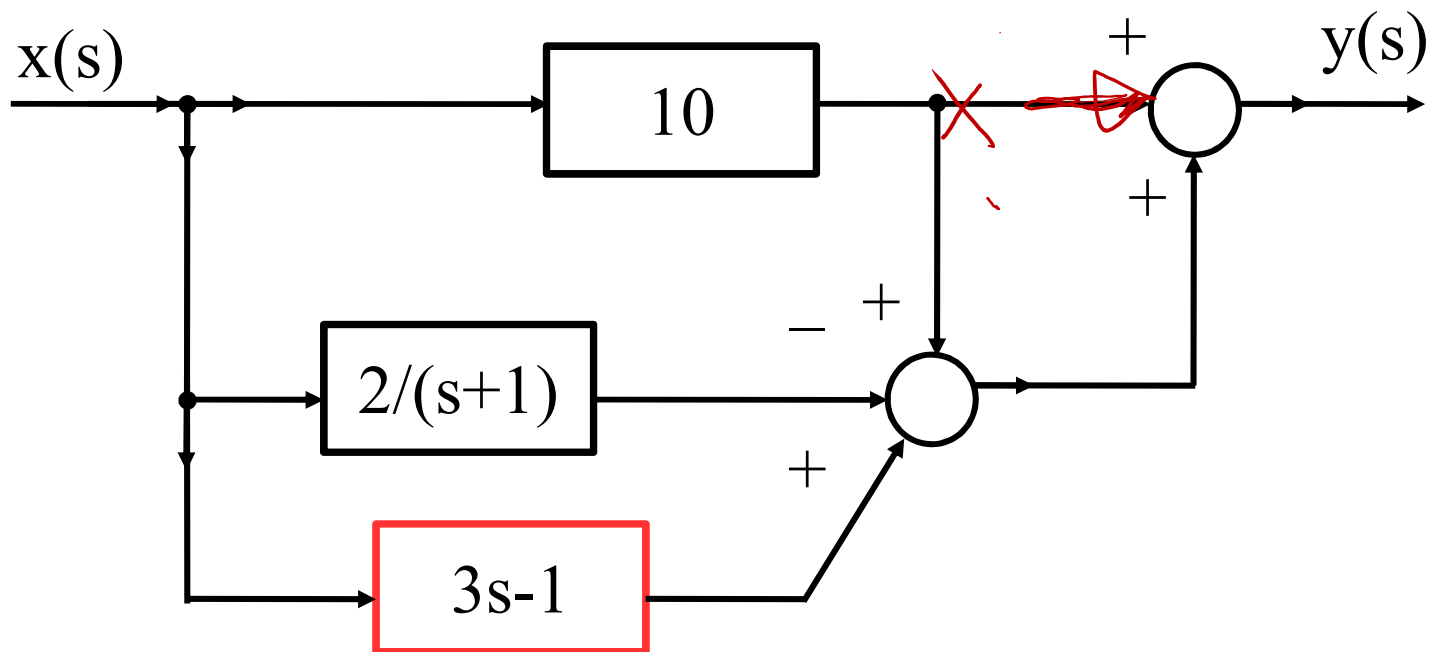 x(s)
10
+
y(s)
+
+
−
2/(s+1)
+
3s-1